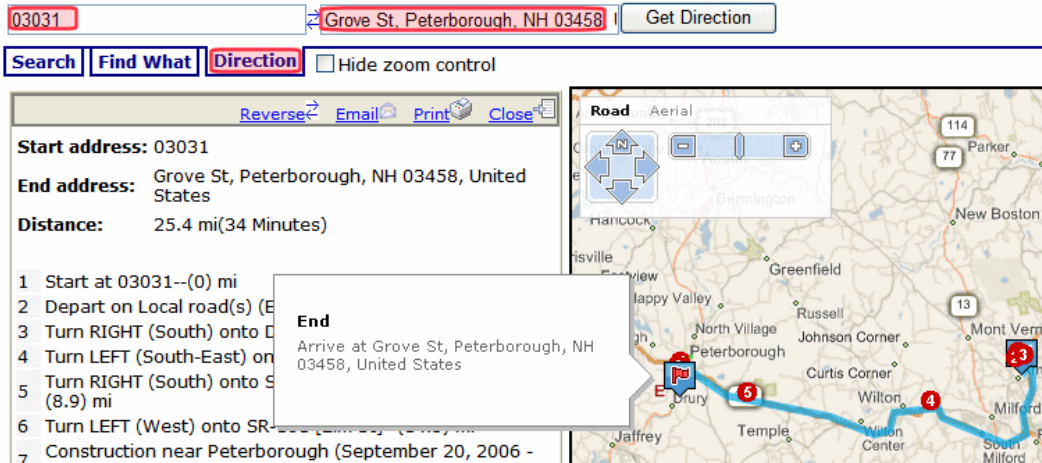 03031
Grove St, Peterborough, NH 03458
Get Direction
Search
Find What
Direction
Hide zoom control
Reverse
Email
Print
Close
Start address: 03031
End address: Grove St, Peterborough, NH 03458, United
States
Distance: 25.4 mi(34 Minutes)
1 Start at 03031--(0) mi
2 Depart on Local road(s) (E
3 Turn RIGHT (South) onto D
4 Turn LEFT (South-East) on
5 Turn RIGHT (South) onto S
(8.9) mi
6 Turn LEFT (West) onto SR-
7 Construction near Peterborough (September 20, 2006 -
End
Arrive at Grove St, Peterborough, NH
03458, United States
Road
Aerial
N
202
Bennington
114
77
Parker
New Boston
Hancock
Greenfield
Happy Valley
Russell
13
North Village
Johnson Corner
Mont Vern
Peterborough
Curtis Corner
23
E
Drury
5
Wilton
4
Milford
Jaffrey
Temple
Wilton
Center
South
Milford